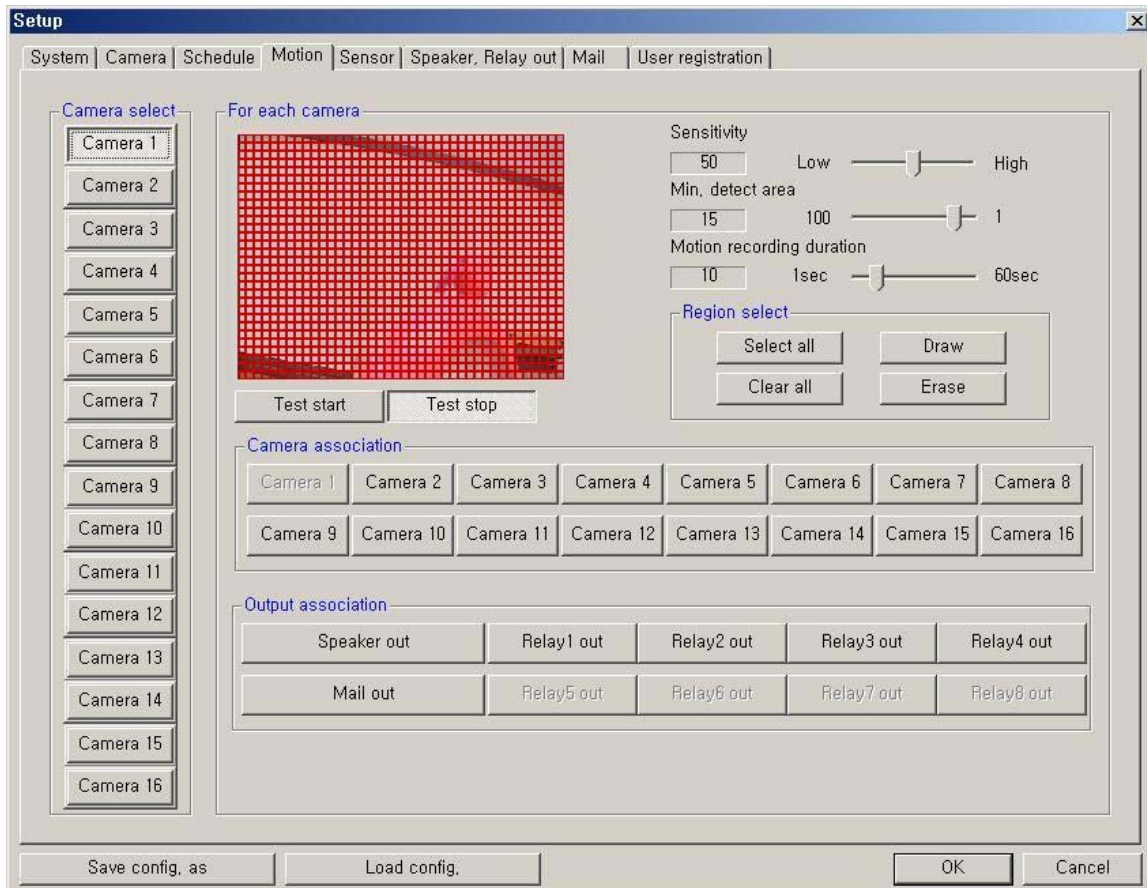 Setup
System Camera Schedule Motion Sensor Speaker, Relay out Mail User registration
Camera select
Camera 1
Camera 2
Camera 3
Camera 4
Camera 5
Camera 6
Camera 7
Camera 8
Camera 9
Camera 10
Camera 11
Camera 12
Camera 13
Camera 14
Camera 15
Camera 16
For each camera
Test start Test stop
Sensitivity
50 Low High
Min, detect area
15 100 1
Motion recording duration
10 1sec 60sec
Region select
Select all Draw
Clear all Erase
Camera association
Camera 1 Camera 2 Camera 3 Camera 4 Camera 5 Camera 6 Camera 7 Camera 8
Camera 9 Camera 10 Camera 11 Camera 12 Camera 13 Camera 14 Camera 15 Camera 16
Output association
Speaker out Relay1 out Relay2 out Relay3 out Relay4 out
Mail out Relay5 out Relay6 out Relay7 out Relay8 out
Save config, as Load config, OK Cancel